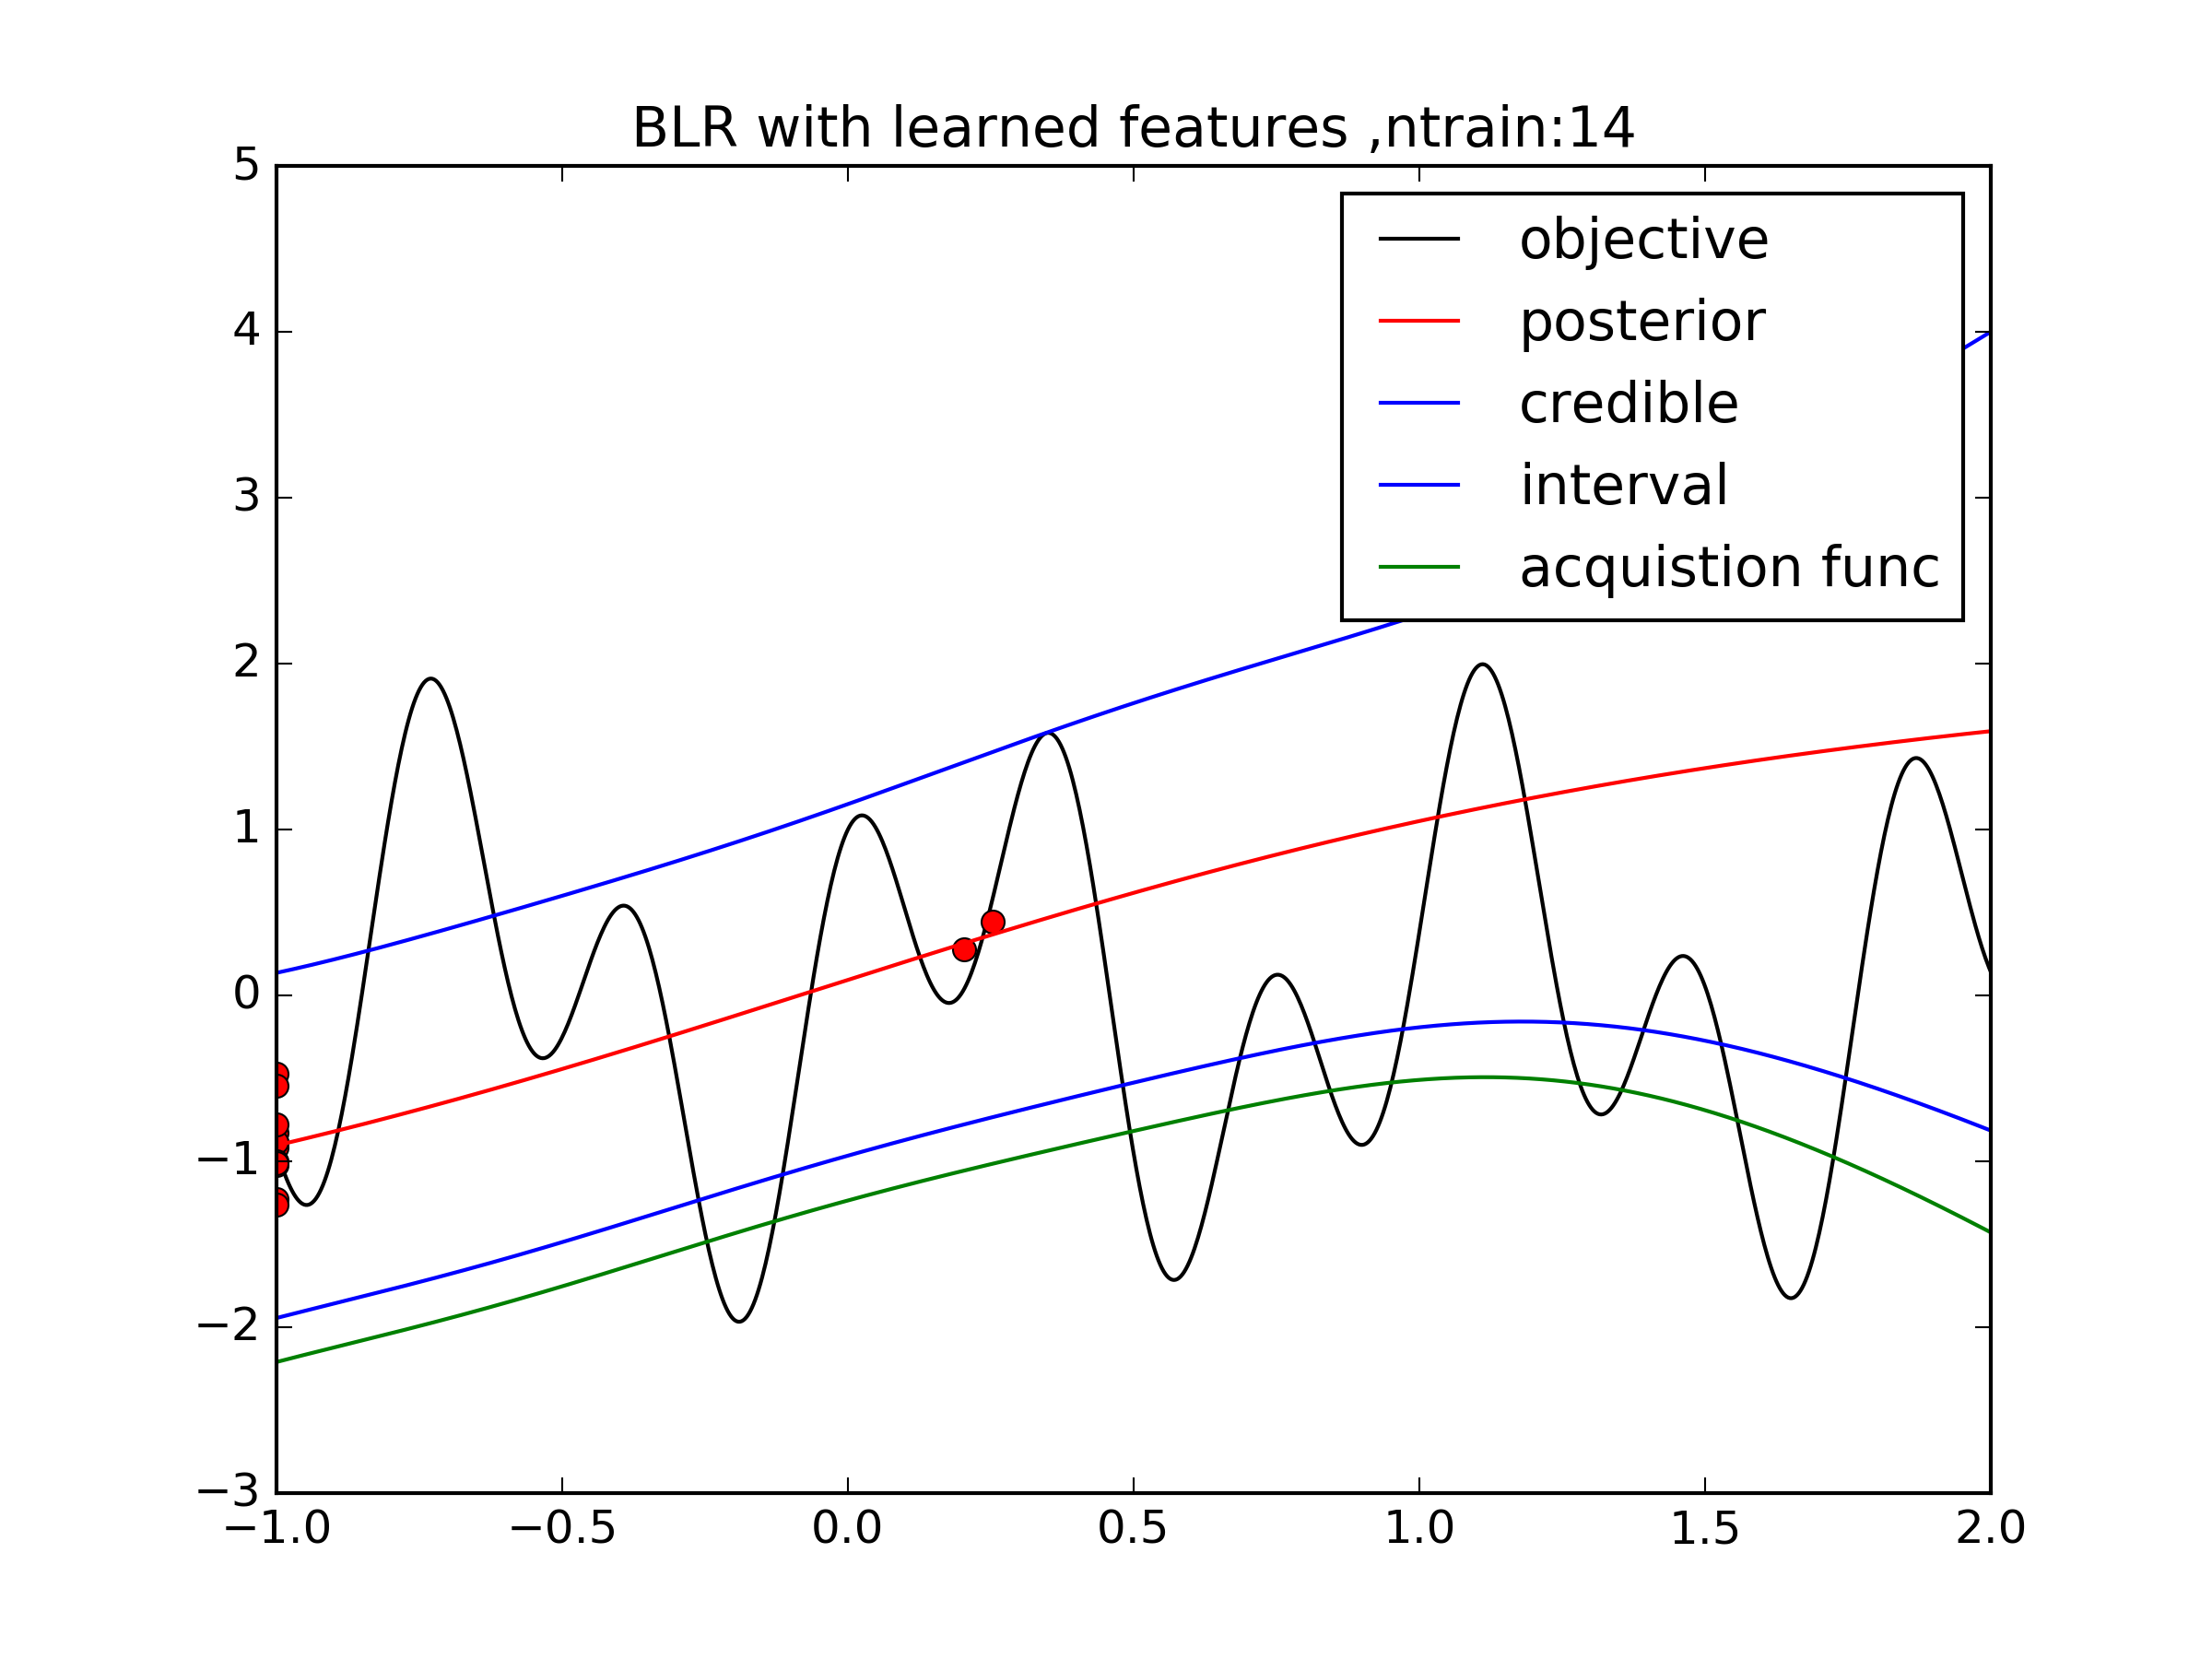 BLR with learned features ,ntrain:14
5
4
3
2
1
0
−1
−2
−3
objective
posterior
credible
interval
acquistion func
−1.0 −0.5 0.0 0.5 1.0 1.5 2.0